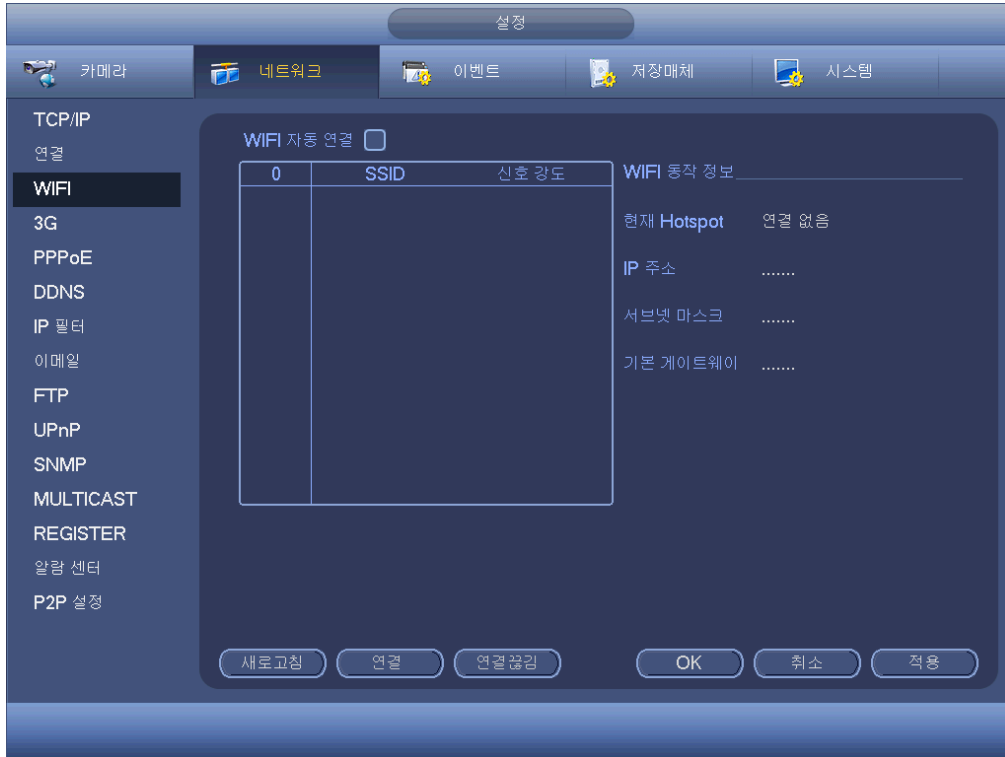 설정
카메라 네트워크 이벤트 저장매체 시스템
TCP/IP
연결
WIFI
3G
PPPoE
DDNS
IP 필터
이메일
FTP
UPnP
SNMP
MULTICAST
REGISTER
알람 센터
P2P 설정
WIFI 자동 연결
0 SSID 신호 강도
WIFI 동작 정보
현재 Hotspot 연결 없음
IP 주소 .......
서브넷 마스크 .......
기본 게이트웨이 .......
새로고침 연결 연결끊김 OK 취소 적용